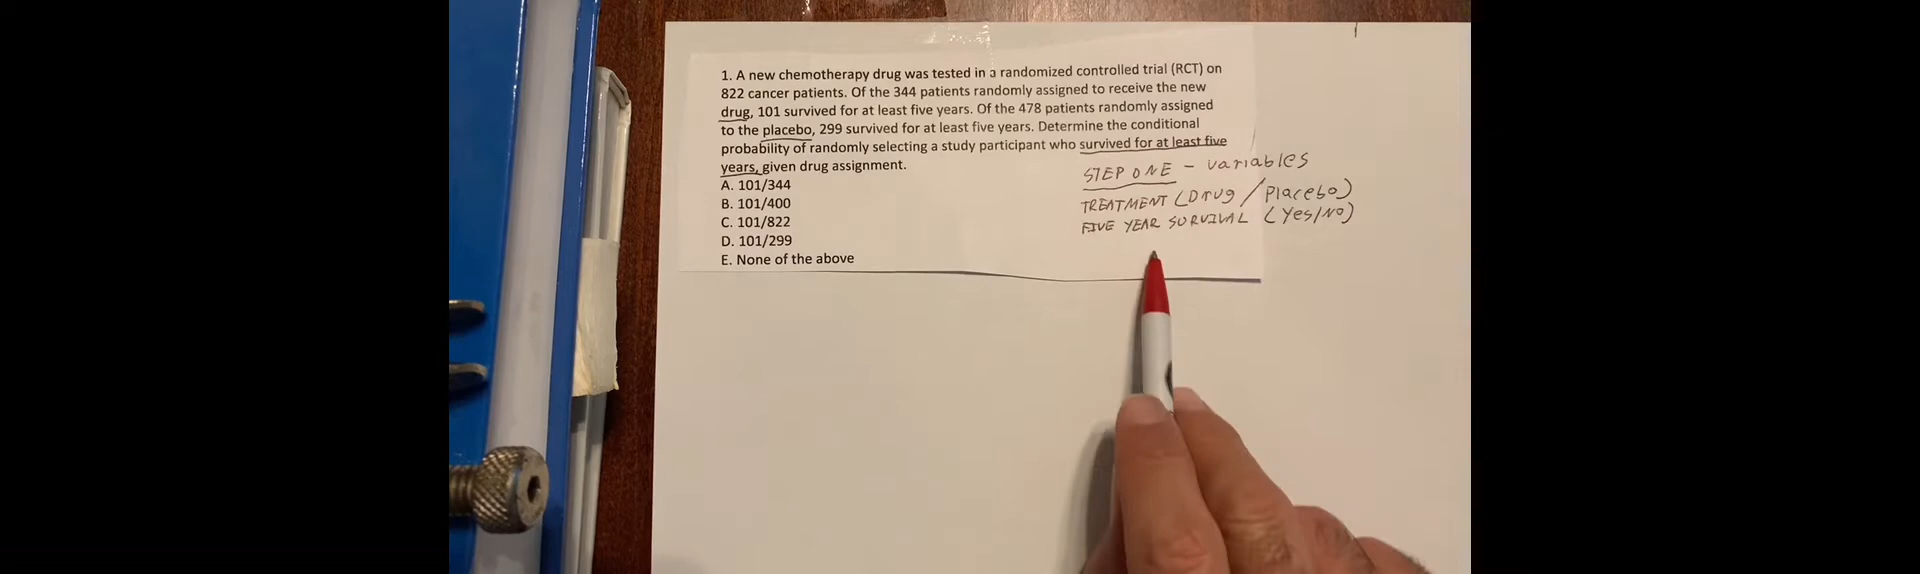 1. A new chemotherapy drug was tested in a randomized controlled trial (RCT) on
822 cancer patients. Of the 344 patients randomly assigned to receive the new
drug, 101 survived for at least five years. Of the 478 patients randomly assigned
to the placebo, 299 survived for at least five years. Determine the conditional
probability of randomly selecting a study participant who survived for at least five
years, given drug assignment.
A. 101/344
B. 101/400
C. 101/822
D. 101/299
E. None of the above
STEP ONE - variables
TREATMENT (Drug / Placebo)
FIVE YEAR SURVIVAL (Yes/No)